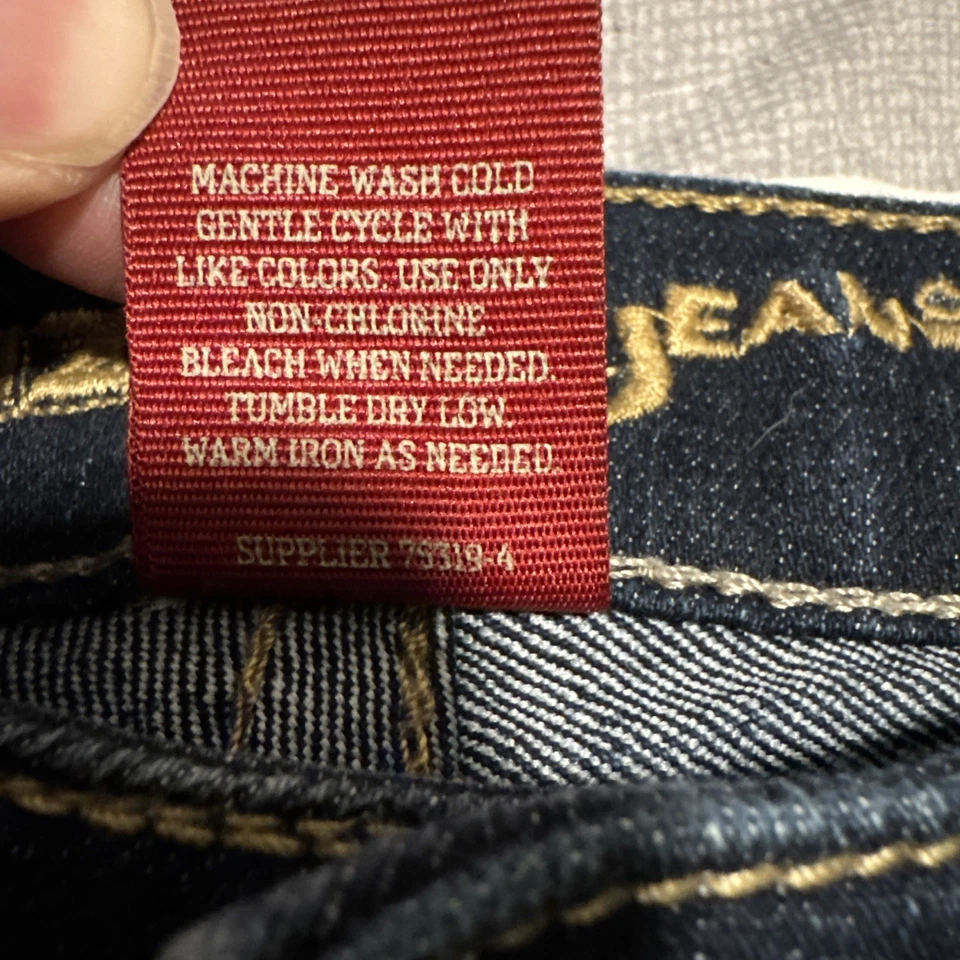 MACHINE WASH COLD
GENTLE CYCLE WITH
LIKE COLORS. USE ONLY
NON-CHLORINE
BLEACH WHEN NEEDED.
TUMBLE DRY LOW.
WARM IRON AS NEEDED.
SUPPLIER 75319-4
JEANS